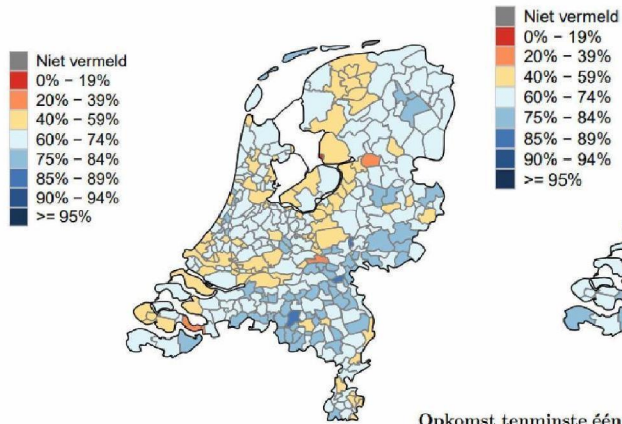 Niet vermeld
0% – 19%
20% – 39%
40% – 59%
60% – 74%
75% – 84%
85% – 89%
90% – 94%
>= 95%
Niet vermeld
0% – 19%
20% – 39%
40% – 59%
60% – 74%
75% – 84%
85% – 89%
90% – 94%
>= 95%
Opkomst tenminste één